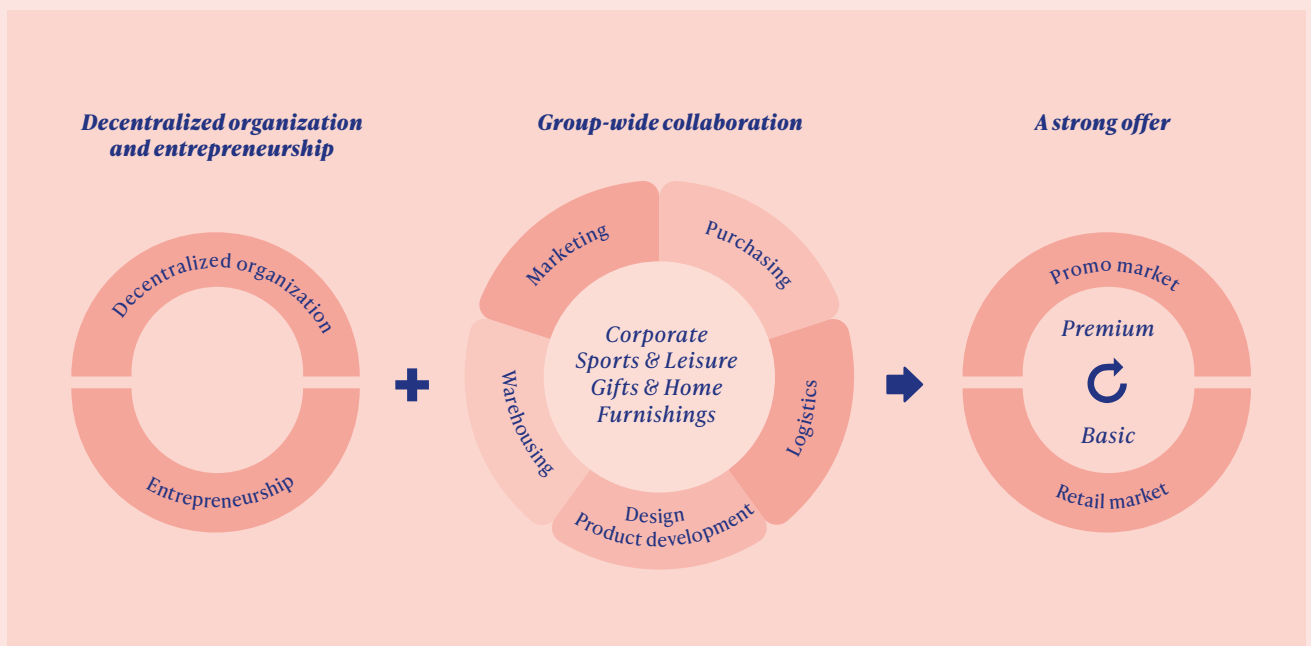 Decentralized organization
and entrepreneurship
Decentralized organization
Entrepreneurship
Group-wide collaboration
Marketing
Purchasing
Logistics
Design
Product development
Warehousing
Corporate
Sports & Leisure
Gifts & Home
Furnishings
A strong offer
Promo market
Premium
Basic
Retail market